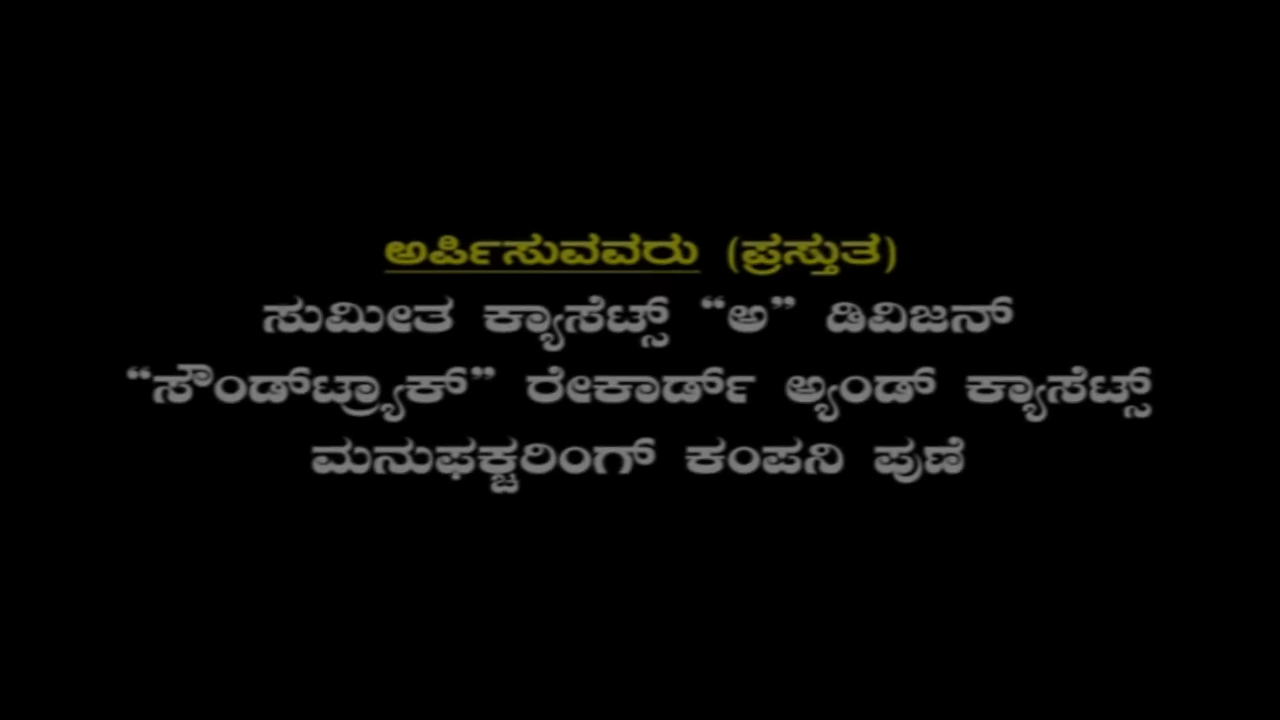 ಅರ್ಪಿಸುವವರು (ಪ್ರಸ್ತುತ)
ಸುಮೀತ ಕ್ಯಾಸೆಟ್ಸ್ “ಅ” ಡಿವಿಜನ್
“ಸೌಂಡ್‌ಟ್ರ್ಯಾಕ್” ರೇಕಾರ್ಡ್ ಅ್ಯಂಡ್ ಕ್ಯಾಸೆಟ್ಸ್
ಮನುಫಕ್ಚರಿಂಗ್ ಕಂಪನಿ ಪುಣೆ